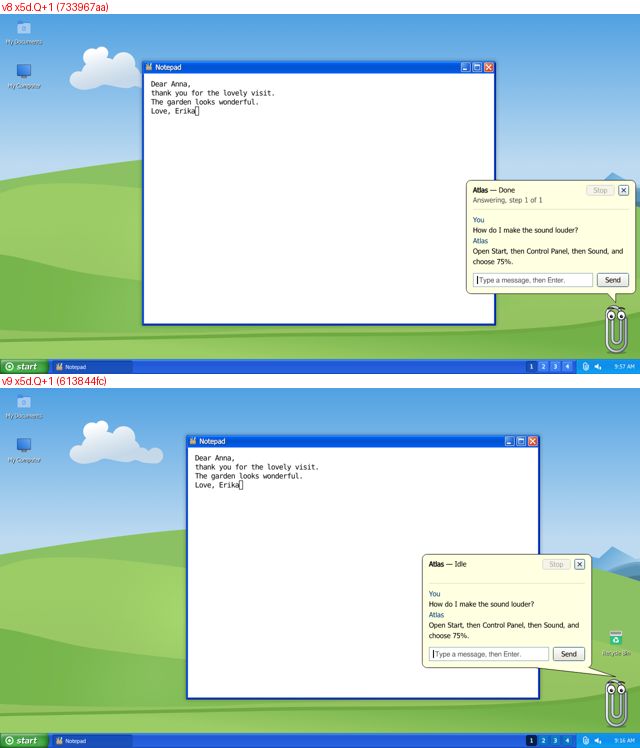 v8 x5d.Q+1 (733967aa)
My Documents
My Computer
Notepad
Dear Anna,
thank you for the lovely visit.
The garden looks wonderful.
Love, Erika
Atlas — Done
Stop
Answering, step 1 of 1
You
How do I make the sound louder?
Atlas
Open Start, then Control Panel, then Sound, and
choose 75%.
Type a message, then Enter.
Send
start
Notepad
1 2 3 4
9:57 AM
v9 x5d.Q+1 (613844fc)
My Documents
My Computer
Notepad
Dear Anna,
thank you for the lovely visit.
The garden looks wonderful.
Love, Erika
Atlas — Idle
Stop
You
How do I make the sound louder?
Atlas
Open Start, then Control Panel, then Sound, and
choose 75%.
Type a message, then Enter.
Send
Recycle Bin
start
Notepad
1 2 3 4
9:16 AM